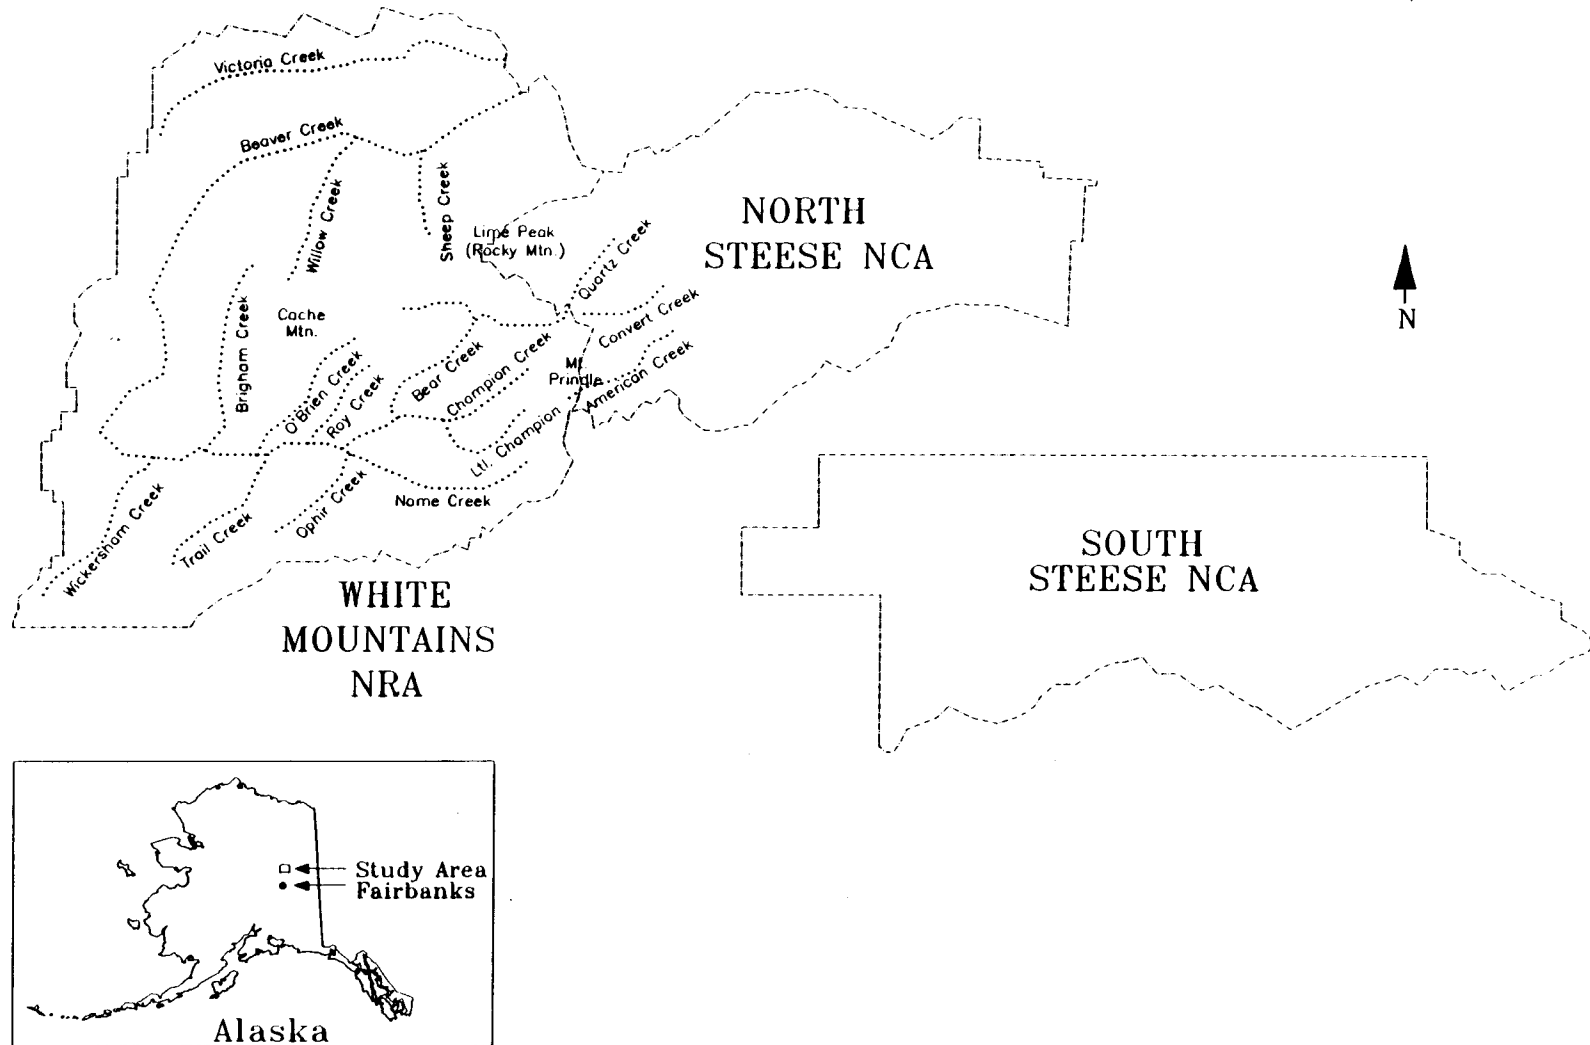 Victoria Creek
Beaver Creek
Willow Creek
Sheep Creek
Lime Peak
(Rocky Mtn.)
NORTH
STEESE NCA
Quartz Creek
Convert Creek
N
Brigham Creek
Cache
Mtn.
O'Brien Creek
Roy Creek
Bear Creek
Champion Creek
Mt
Prindle
American Creek
Ltl. Champion
Nome Creek
Ophir Creek
Trail Creek
Wickersham Creek
WHITE
MOUNTAINS
NRA
SOUTH
STEESE NCA
Study Area
Fairbanks
Alaska